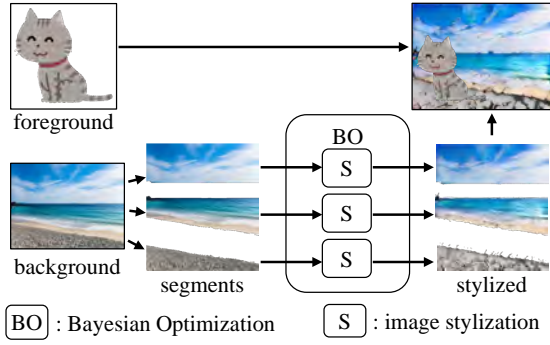 foreground
BO
S
S
S
background
segments
stylized
BO : Bayesian Optimization
S : image stylization